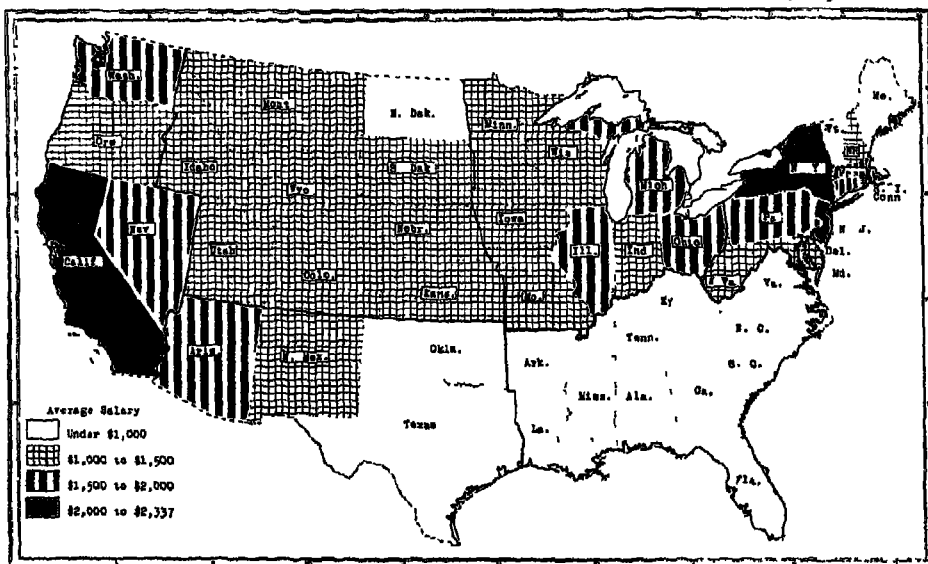 Wash.
Mont
N. Dak.
Minn.
Me.
Vt.
NH
Ore
Idaho
S Dak
Wis
Mich
N Y
Conn
Wyo
Iowa
Nebr.
Pa
N J.
Nev
Utah
Colo.
Ill.
Ind
Ohio
Del.
Md.
Calif
Kans.
Mo.
W Va
Va.
Ky
Ariz
N. Mex.
Okla.
Ark.
Tenn.
N. C.
S. C.
Texas
La.
Miss.
Ala.
Ga.
Fla.
Average Salary
Under $1,000
$1,000 to $1,500
$1,500 to $2,000
$2,000 to $2,337